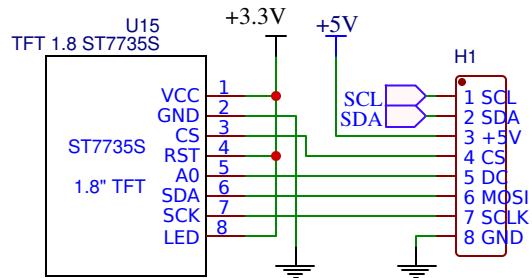 U15
TFT 1.8 ST7735S
+3.3V
+5V
H1
ST7735S
1.8" TFT
VCC 1
GND 2
CS 3
RST 4
A0 5
SDA 6
SCK 7
LED 8
SCL
SDA
1 SCL
2 SDA
3 +5V
4 CS
5 DC
6 MOSI
7 SCLK
8 GND